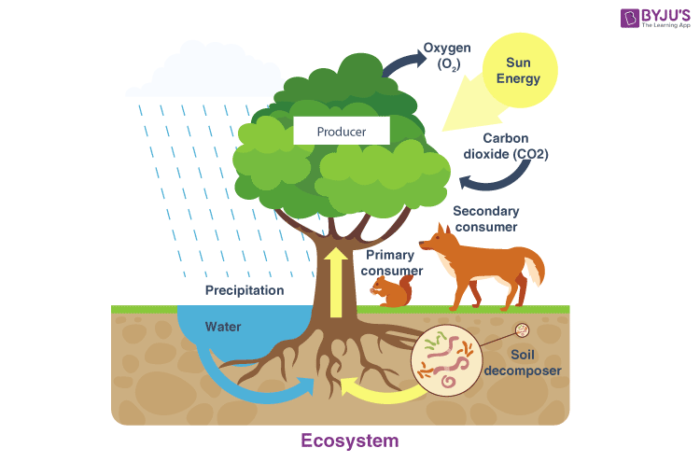 BYJU'S
The Learning App
Oxygen
(O₂)
Sun
Energy
Producer
Carbon
dioxide (CO2)
Secondary
consumer
Primary
consumer
Precipitation
Water
Soil
decomposer
Ecosystem